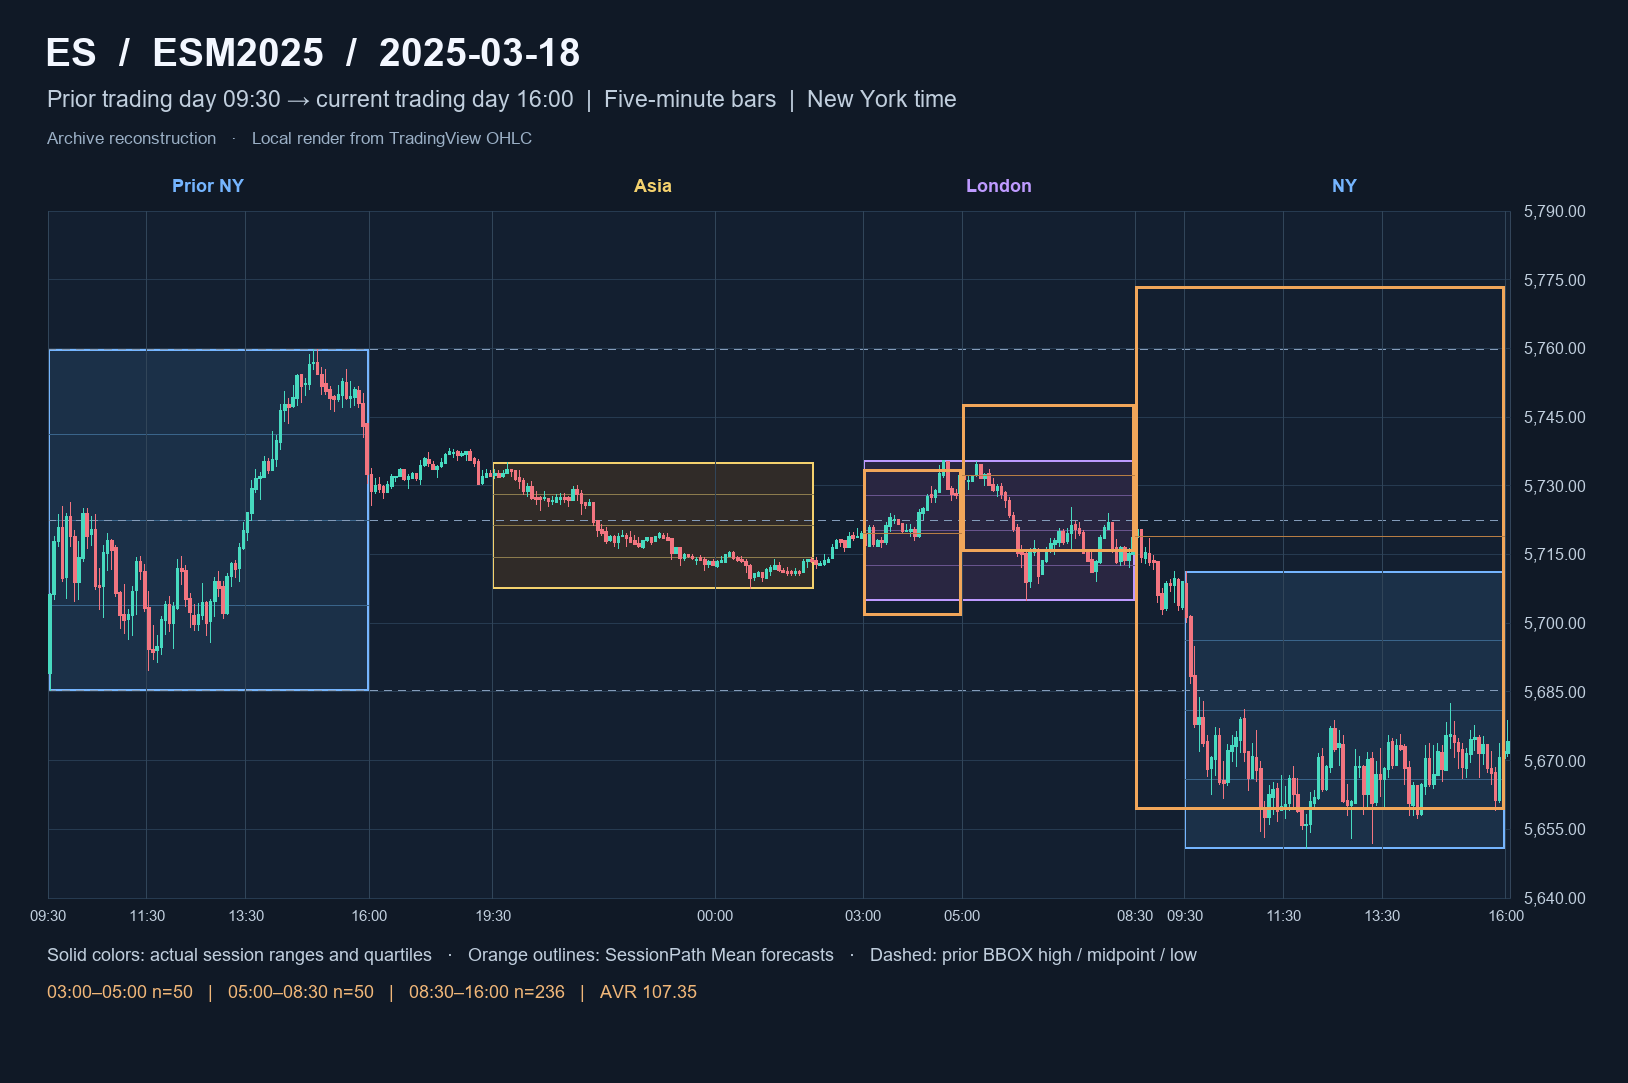 ES / ESM2025 / 2025-03-18
Prior trading day 09:30 → current trading day 16:00 | Five-minute bars | New York time
Archive reconstruction · Local render from TradingView OHLC
Prior NY Asia London NY
5,790.00
5,775.00
5,760.00
5,745.00
5,730.00
5,715.00
5,700.00
5,685.00
5,670.00
5,655.00
5,640.00
09:30 11:30 13:30 16:00 19:30 00:00 03:00 05:00 08:30 09:30 11:30 13:30 16:00
Solid colors: actual session ranges and quartiles · Orange outlines: SessionPath Mean forecasts · Dashed: prior BBOX high / midpoint / low
03:00–05:00 n=50 | 05:00–08:30 n=50 | 08:30–16:00 n=236 | AVR 107.35